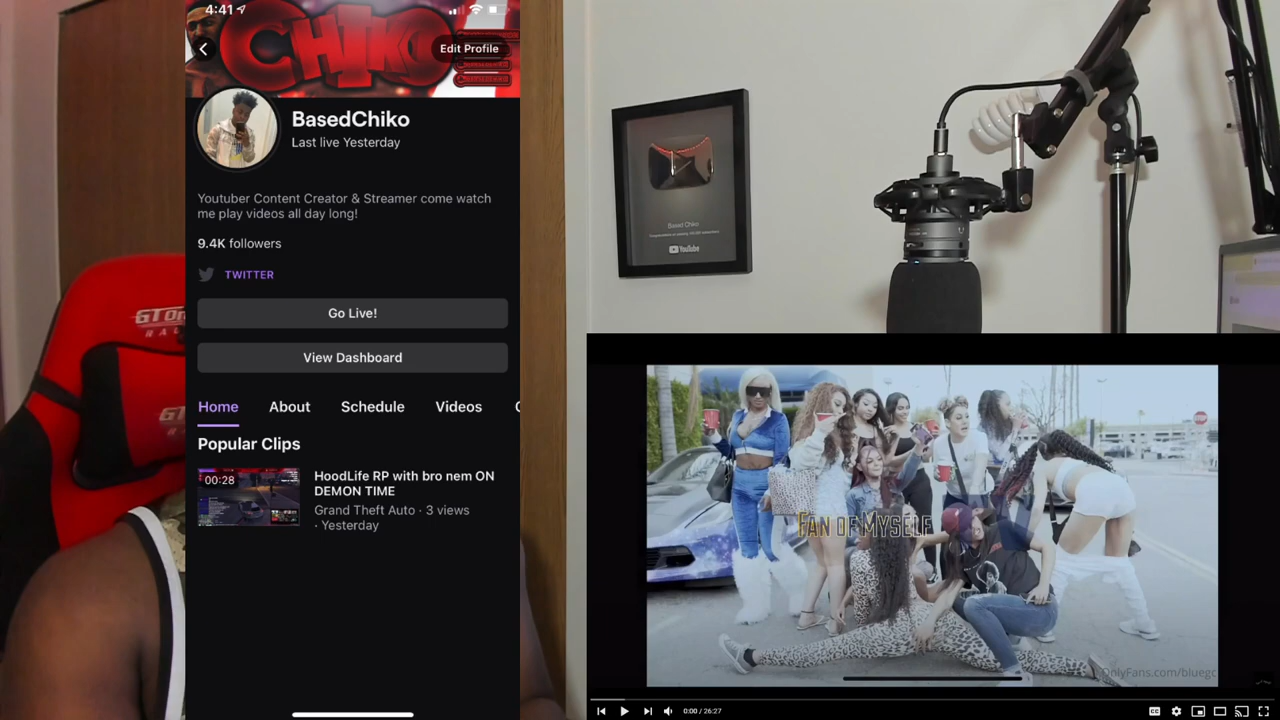 4:41
CHIKO
Edit Profile
BasedChiko
Last live Yesterday
Youtuber Content Creator & Streamer come watch
me play videos all day long!
9.4K followers
TWITTER
Go Live!
View Dashboard
Home About Schedule Videos
Popular Clips
00:28
HoodLife RP with bro nem ON
DEMON TIME
Grand Theft Auto · 3 views
· Yesterday
GT
Based Chiko
YouTube
FAN OF MYSELF
OnlyFans.com/bluegc
0:00 / 26:27